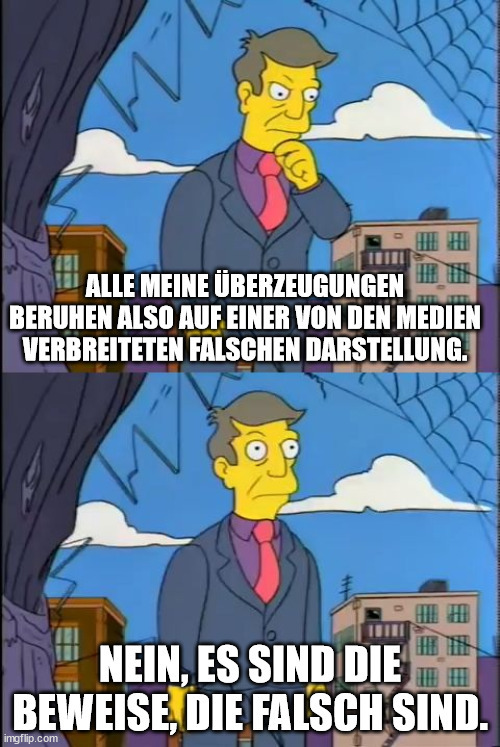 ALLE MEINE ÜBERZEUGUNGEN
BERUHEN ALSO AUF EINER VON DEN MEDIEN
VERBREITETEN FALSCHEN DARSTELLUNG.
NEIN, ES SIND DIE
BEWEISE, DIE FALSCH SIND.
imgflip.com